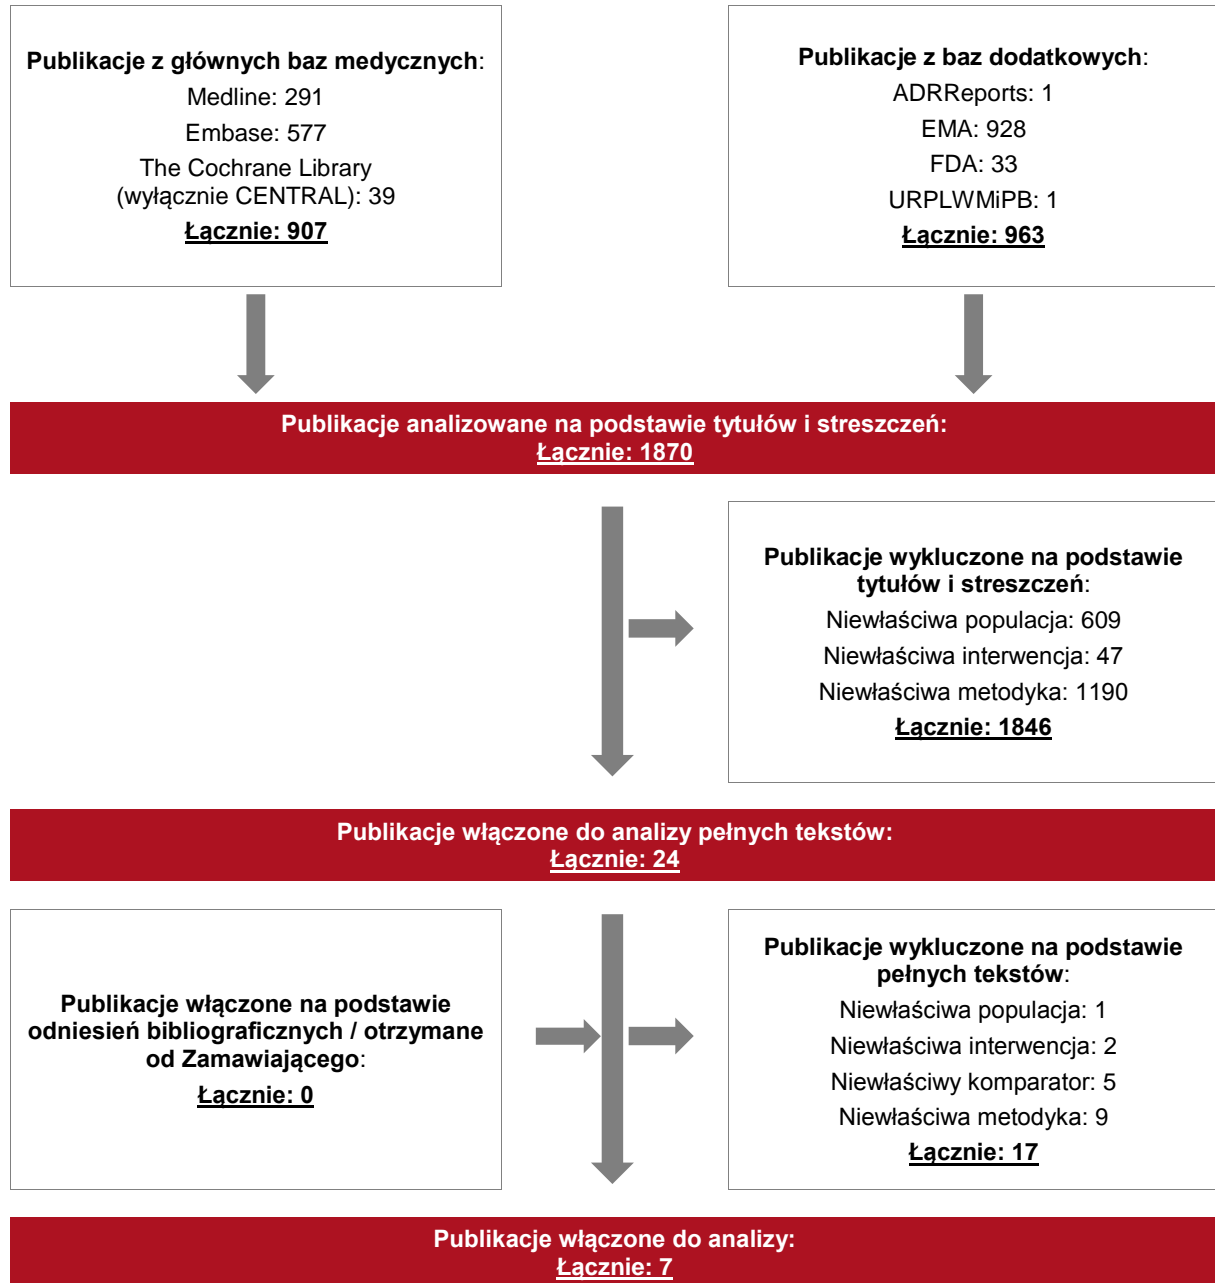 Publikacje z głównych baz medycznych:
Medline: 291
Embase: 577
The Cochrane Library
(wyłącznie CENTRAL): 39
Łącznie: 907
Publikacje z baz dodatkowych:
ADRReports: 1
EMA: 928
FDA: 33
URPLWMiPB: 1
Łącznie: 963
Publikacje analizowane na podstawie tytułów i streszczeń:
Łącznie: 1870
Publikacje wykluczone na podstawie
tytułów i streszczeń:
Niewłaściwa populacja: 609
Niewłaściwa interwencja: 47
Niewłaściwa metodyka: 1190
Łącznie: 1846
Publikacje włączone do analizy pełnych tekstów:
Łącznie: 24
Publikacje włączone na podstawie
odniesień bibliograficznych / otrzymane
od Zamawiającego:
Łącznie: 0
Publikacje wykluczone na podstawie
pełnych tekstów:
Niewłaściwa populacja: 1
Niewłaściwa interwencja: 2
Niewłaściwy komparator: 5
Niewłaściwa metodyka: 9
Łącznie: 17
Publikacje włączone do analizy:
Łącznie: 7